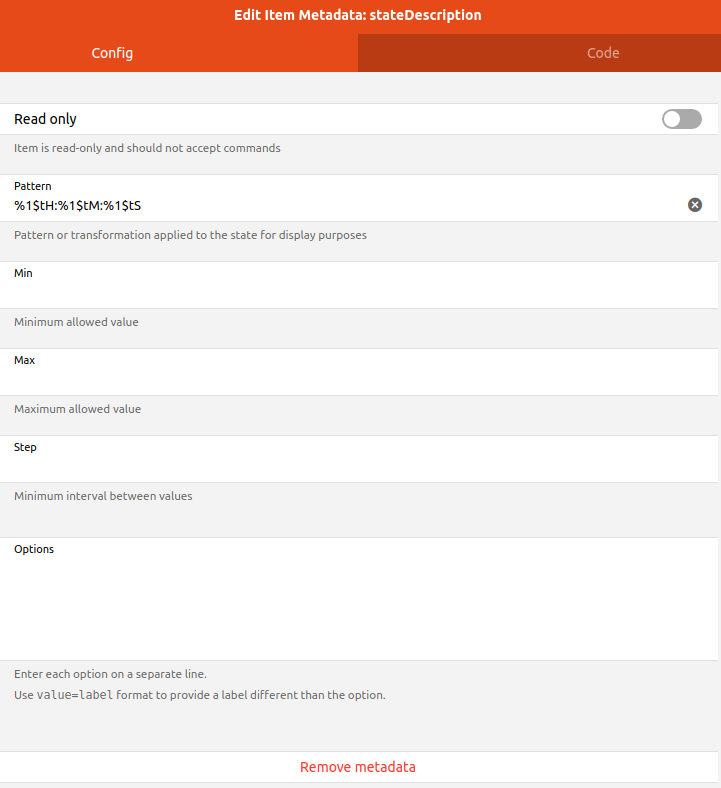 Edit Item Metadata: stateDescription
Config
Code
Read only
Item is read-only and should not accept commands
Pattern
%1$tH:%1$tM:%1$tS
Pattern or transformation applied to the state for display purposes
Min
Minimum allowed value
Max
Maximum allowed value
Step
Minimum interval between values
Options
Enter each option on a separate line.
Use value=label format to provide a label different than the option.
Remove metadata